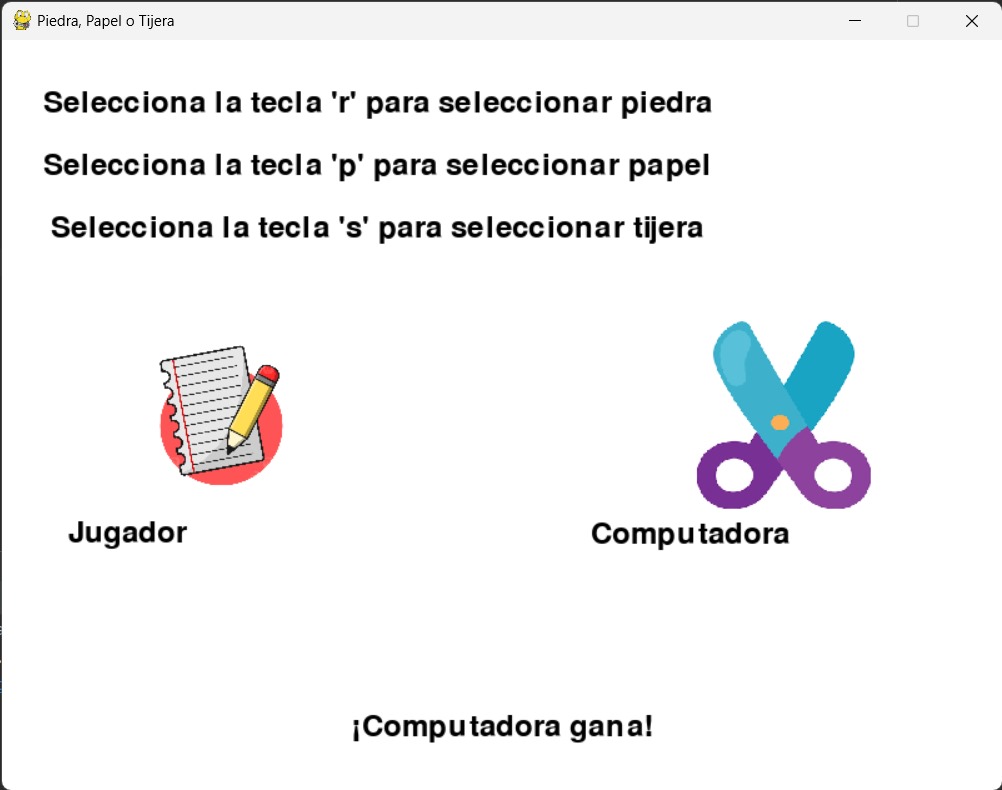 Piedra, Papel o Tijera
Selecciona la tecla 'r' para seleccionar piedra
Selecciona la tecla 'p' para seleccionar papel
Selecciona la tecla 's' para seleccionar tijera
Jugador
Computadora
¡Computadora gana!